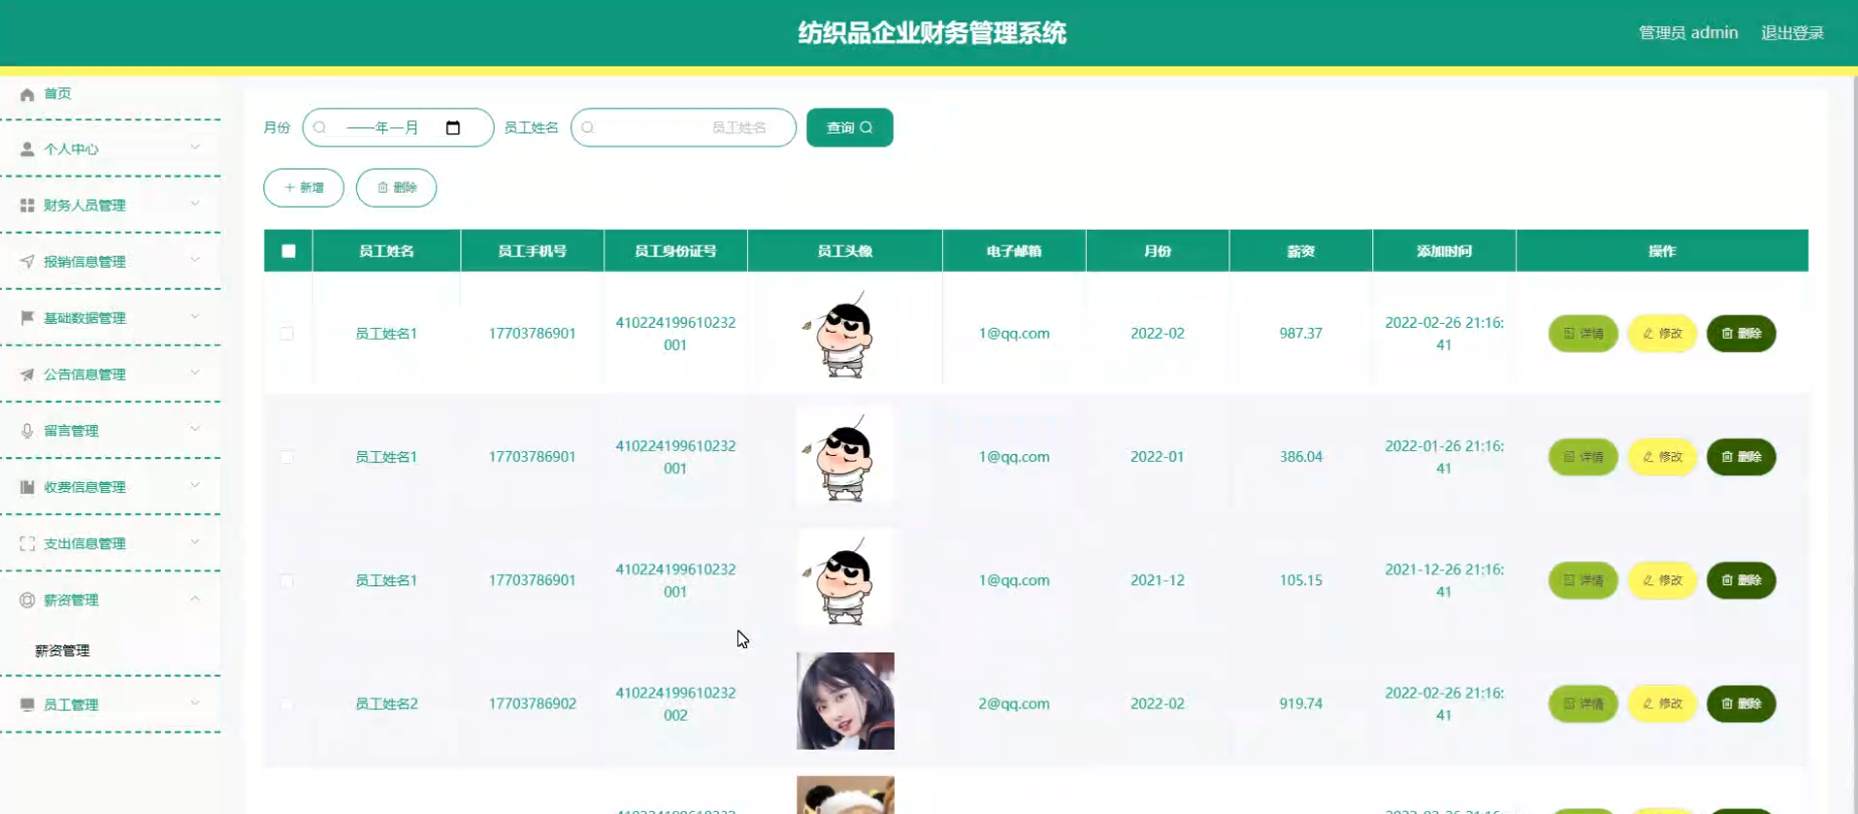 纺织品企业财务管理系统
管理员 admin 退出登录
首页
个人中心
财务人员管理
报销信息管理
基础数据管理
公告信息管理
留言管理
收费信息管理
支出信息管理
薪资管理
薪资管理
员工管理
月份 ----年--月 员工姓名 员工姓名 查询
新增 删除
员工姓名 员工手机号 员工身份证号 员工头像 电子邮箱 月份 薪资 添加时间 操作
员工姓名1 17703786901 410224199610232 1@qq.com 2022-02 987.37 2022-02-26 21:16: 详情 修改 删除
001 41
员工姓名1 17703786901 410224199610232 1@qq.com 2022-01 386.04 2022-01-26 21:16: 详情 修改 删除
001 41
员工姓名1 17703786901 410224199610232 1@qq.com 2021-12 105.15 2021-12-26 21:16: 详情 修改 删除
001 41
员工姓名2 17703786902 410224199610232 2@qq.com 2022-02 919.74 2022-02-26 21:16: 详情 修改 删除
002 41